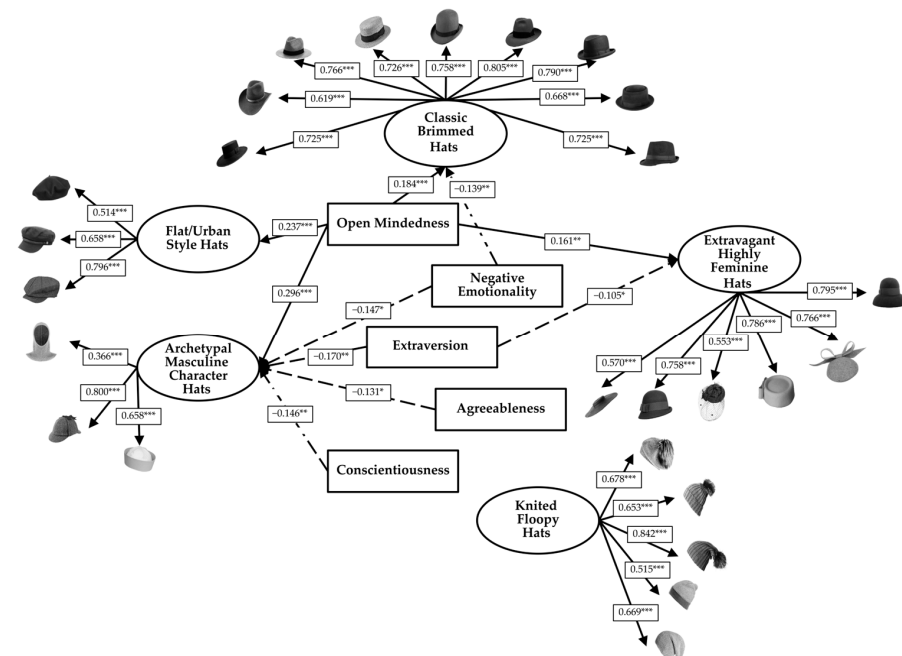 0.766***
0.726***
0.758***
0.805***
0.790***
0.619***
0.668***
0.725***
0.725***
Classic
Brimmed
Hats
0.184***
−0.139**
0.514***
0.658***
0.796***
Flat/Urban
Style Hats
0.237***
Open Mindedness
0.161**
Extravagant
Highly
Feminine
Hats
0.795***
0.766***
0.786***
0.553***
0.758***
0.570***
0.296***
Negative
Emotionality
−0.147*
−0.105*
Extraversion
−0.170**
Archetypal
Masculine
Character
Hats
0.366***
0.800***
0.658***
−0.131*
Agreeableness
−0.146**
Conscientiousness
Knited
Floopy
Hats
0.678***
0.653***
0.842***
0.515***
0.669***